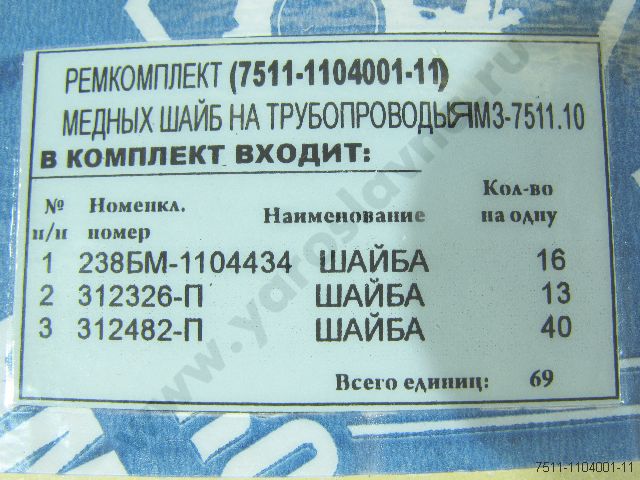 РЕМКОМПЛЕКТ (7511-1104001-11)
МЕДНЫХ ШАЙБ НА ТРУБОПРОВОДЫ ЯМЗ-7511.10
В КОМПЛЕКТ ВХОДИТ:
№ п/п Номенкл. номер Наименование Кол-во на одну
1 238БМ-1104434 ШАЙБА 16
2 312326-П ШАЙБА 13
3 312482-П ШАЙБА 40
Всего единиц: 69
www.yaroslavna.ru
7511-1104001-11